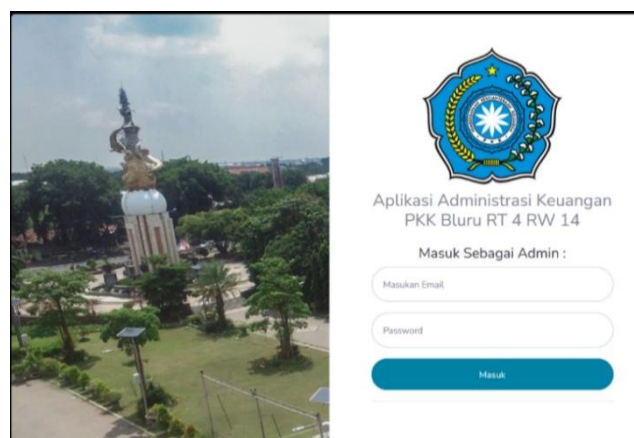 Aplikasi Administrasi Keuangan
PKK Bluru RT 4 RW 14
Masuk Sebagai Admin :
Masukan Email
Password
Masuk